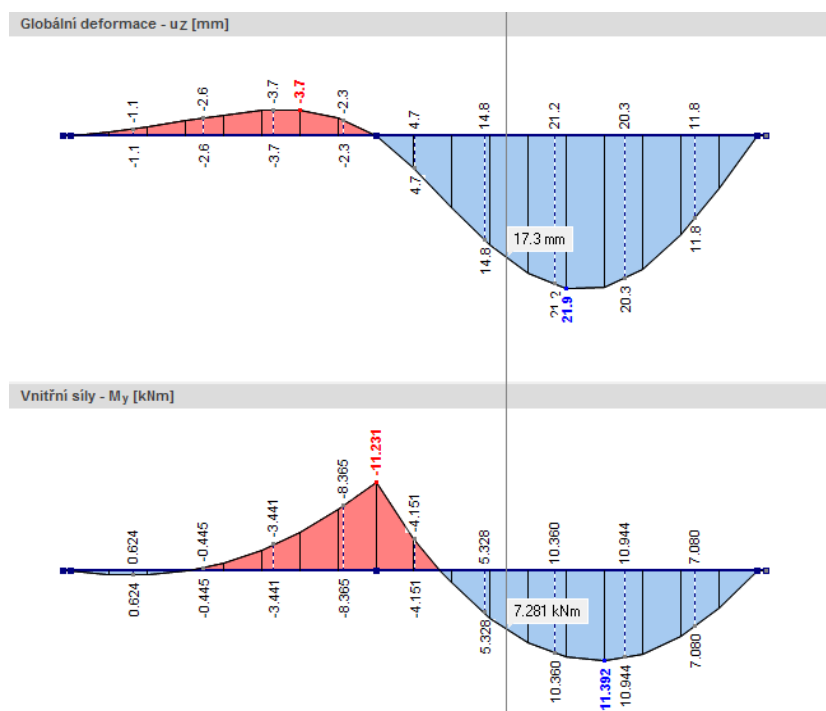 Globální deformace - uz [mm]
-1.1 -2.6 -3.7 -3.7 -2.3 4.7 14.8 21.2 20.3 11.8
-1.1 -2.6 -3.7 -2.3 4.7 14.8 21.2 21.9 20.3 11.8
17.3 mm
Vnitřní síly - My [kNm]
0.624 -0.445 -3.441 -8.365 -11.231 -4.151 5.328 10.360 10.944 7.080
0.624 -0.445 -3.441 -8.365 -4.151 5.328 10.360 11.392 10.944 7.080
7.281 kNm